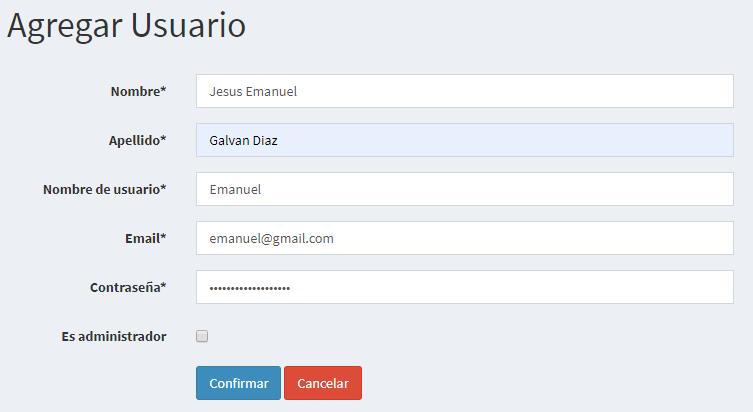 Agregar Usuario
Nombre* Jesus Emanuel
Apellido* Galvan Diaz
Nombre de usuario* Emanuel
Email* emanuel@gmail.com
Contraseña* •••••••••••••••••••
Es administrador
Confirmar Cancelar